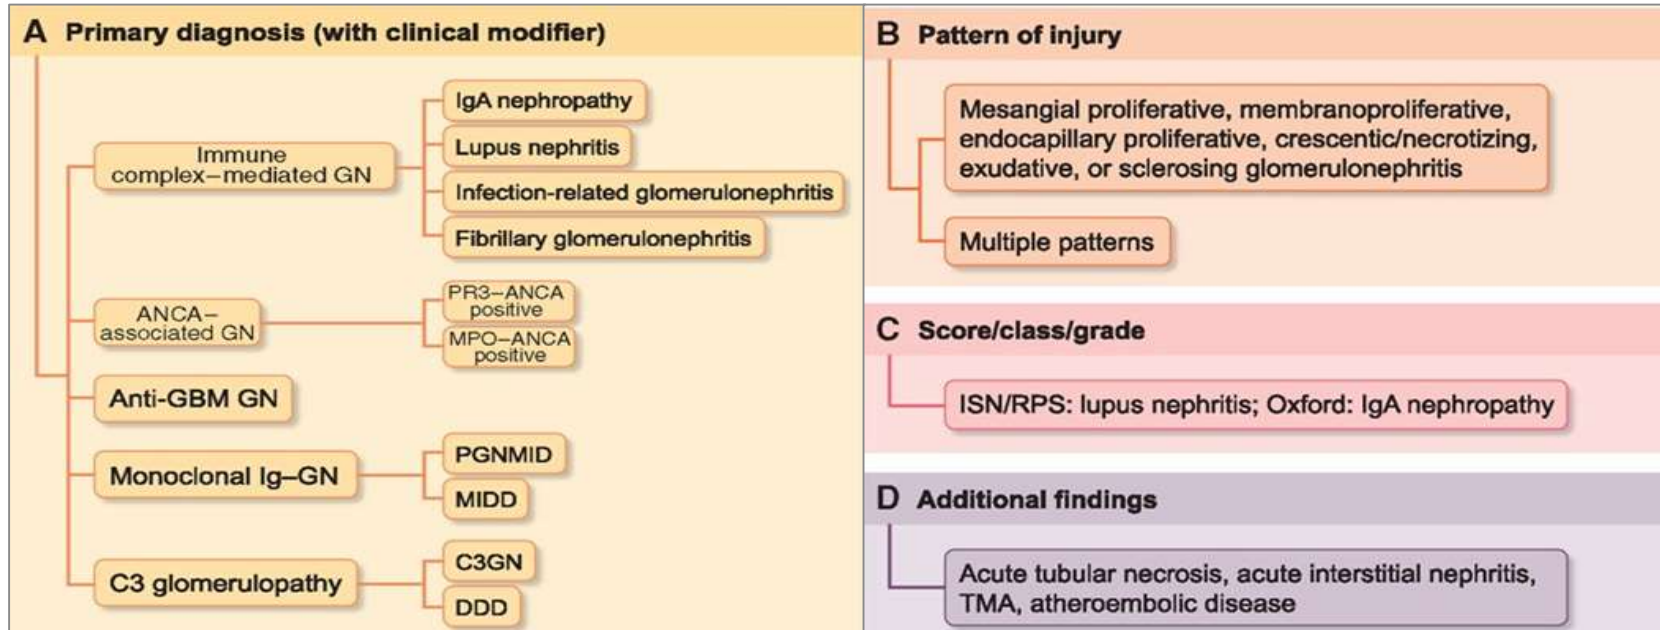 A Primary diagnosis (with clinical modifier)
Immune
complex–mediated GN
IgA nephropathy
Lupus nephritis
Infection-related glomerulonephritis
Fibrillary glomerulonephritis
ANCA–
associated GN
PR3–ANCA
positive
MPO–ANCA
positive
Anti-GBM GN
Monoclonal Ig–GN
PGNMID
MIDD
C3 glomerulopathy
C3GN
DDD
B Pattern of injury
Mesangial proliferative, membranoproliferative,
endocapillary proliferative, crescentic/necrotizing,
exudative, or sclerosing glomerulonephritis
Multiple patterns
C Score/class/grade
ISN/RPS: lupus nephritis; Oxford: IgA nephropathy
D Additional findings
Acute tubular necrosis, acute interstitial nephritis,
TMA, atheroembolic disease